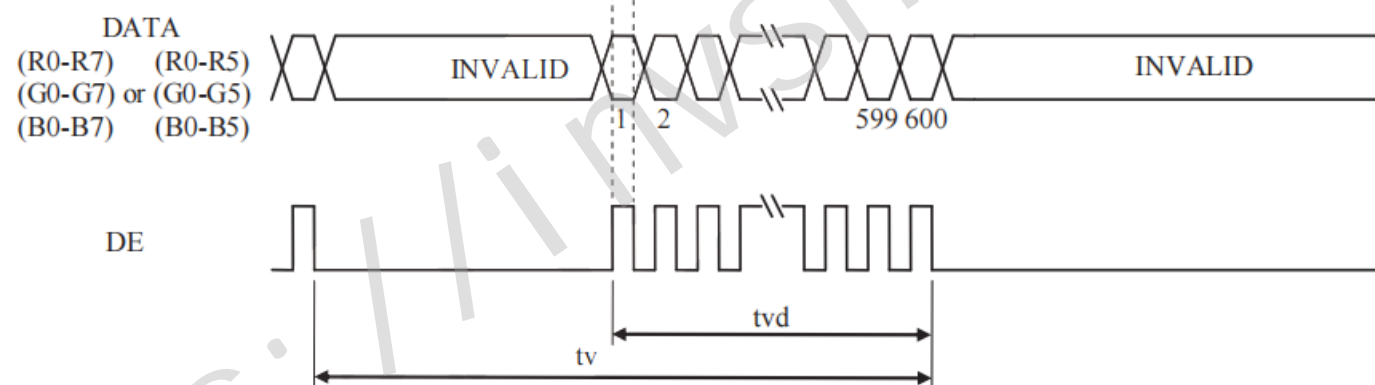 DATA
(R0-R7) (R0-R5)
(G0-G7) or (G0-G5)
(B0-B7) (B0-B5)
INVALID
INVALID
1 2 599 600
DE
tvd
tv